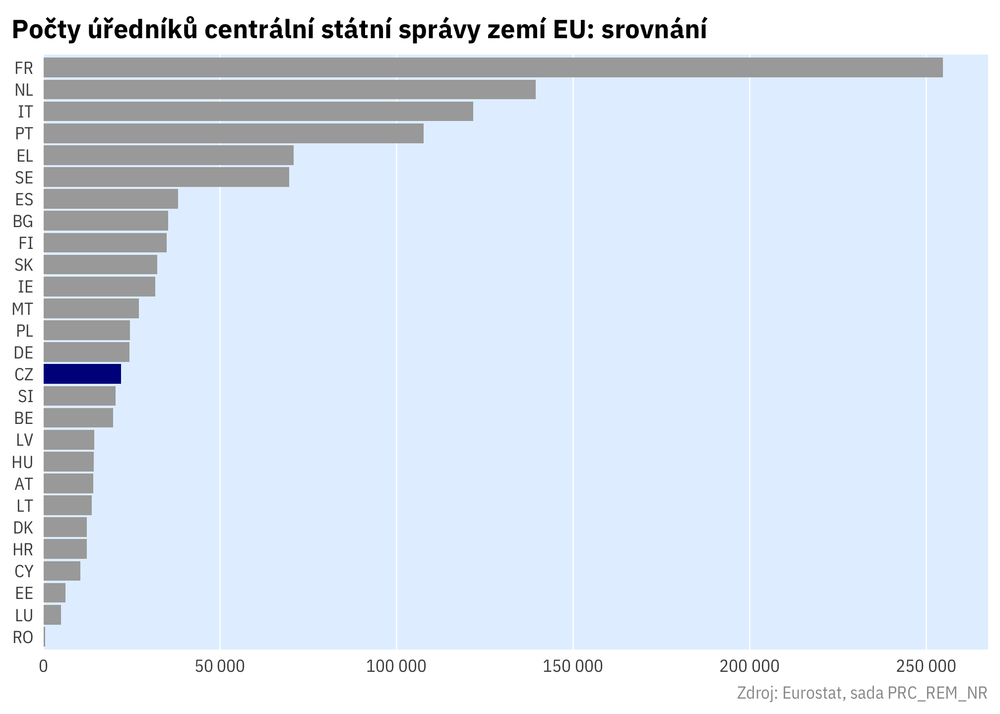 Počty úředníků centrální státní správy zemí EU: srovnání
FR
NL
IT
PT
EL
SE
ES
BG
FI
SK
IE
MT
PL
DE
CZ
SI
BE
LV
HU
AT
LT
DK
HR
CY
EE
LU
RO
0 50 000 100 000 150 000 200 000 250 000
Zdroj: Eurostat, sada PRC_REM_NR